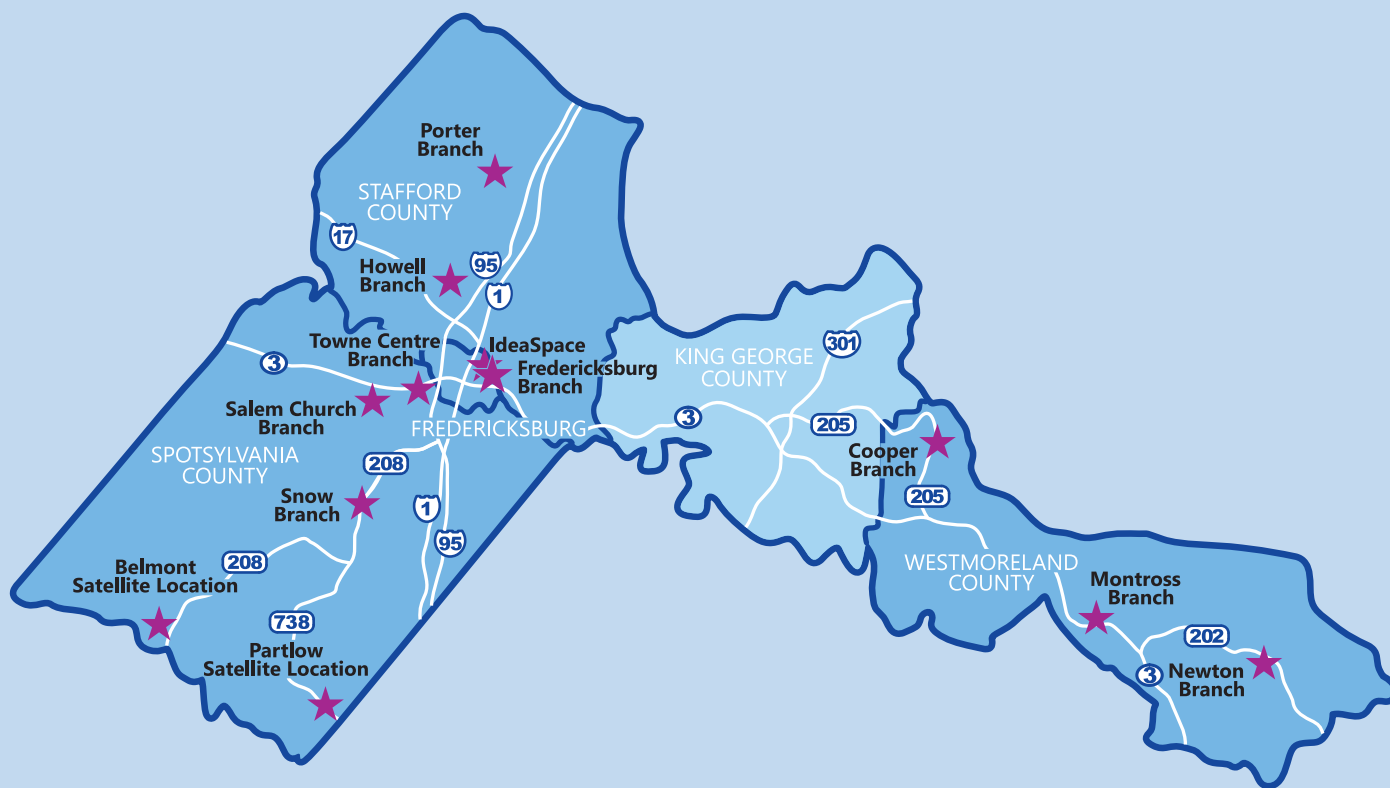 Porter
Branch
STAFFORD
COUNTY
17
Howell
Branch
95
1
Towne Centre
Branch
IdeaSpace
Fredericksburg
Branch
3
Salem Church
Branch
FREDERICKSBURG
SPOTSYLVANIA
COUNTY
208
Snow
Branch
1
95
Belmont
Satellite Location
208
738
Partlow
Satellite Location
KING GEORGE
COUNTY
301
3
205
Cooper
Branch
205
WESTMORELAND
COUNTY
Montross
Branch
202
3
Newton
Branch